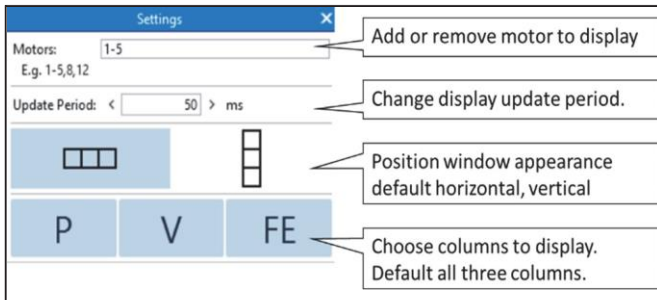 Settings ×
Motors: 1-5
E.g. 1-5,8,12
Update Period: < 50 > ms
P V FE
Add or remove motor to display
Change display update period.
Position window appearance
default horizontal, vertical
Choose columns to display.
Default all three columns.